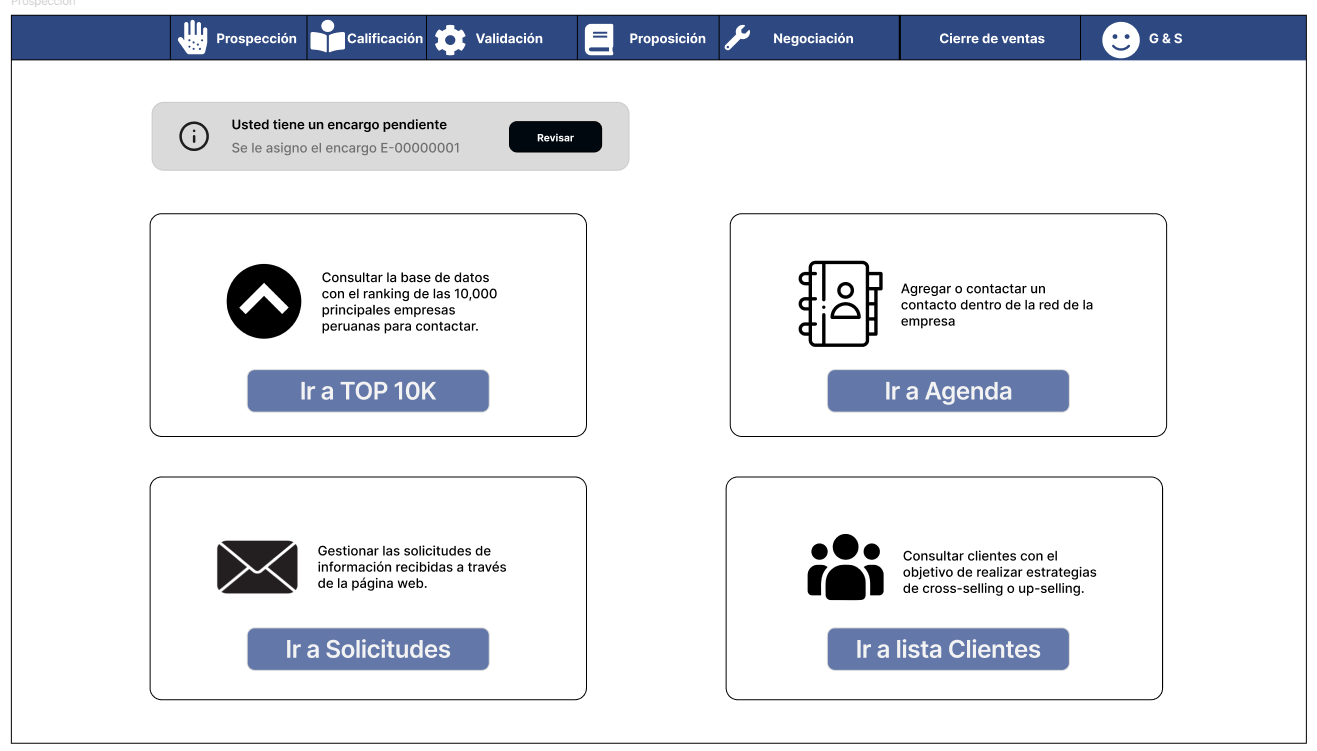 Prospección
Prospección
Calificación
Validación
Proposición
Negociación
Cierre de ventas
G & S
Usted tiene un encargo pendiente
Se le asigno el encargo E-00000001
Revisar
Consultar la base de datos
con el ranking de las 10,000
principales empresas
peruanas para contactar.
Ir a TOP 10K
Agregar o contactar un
contacto dentro de la red de la
empresa
Ir a Agenda
Gestionar las solicitudes de
información recibidas a través
de la página web.
Ir a Solicitudes
Consultar clientes con el
objetivo de realizar estrategias
de cross-selling o up-selling.
Ir a lista Clientes